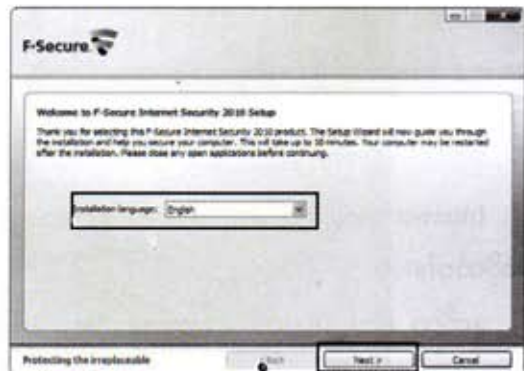 F-Secure
Welcome to F-Secure Internet Security 2010 Setup
Thank you for selecting this F-Secure Internet Security 2010 product. The Setup Wizard will now guide you through
the installation and help you secure your computer. This will take up to 10 minutes. Your computer may be restarted
after the installation. Please close any open applications before continuing.
Installation language: English
Protecting the irreplaceable
Next >
Cancel